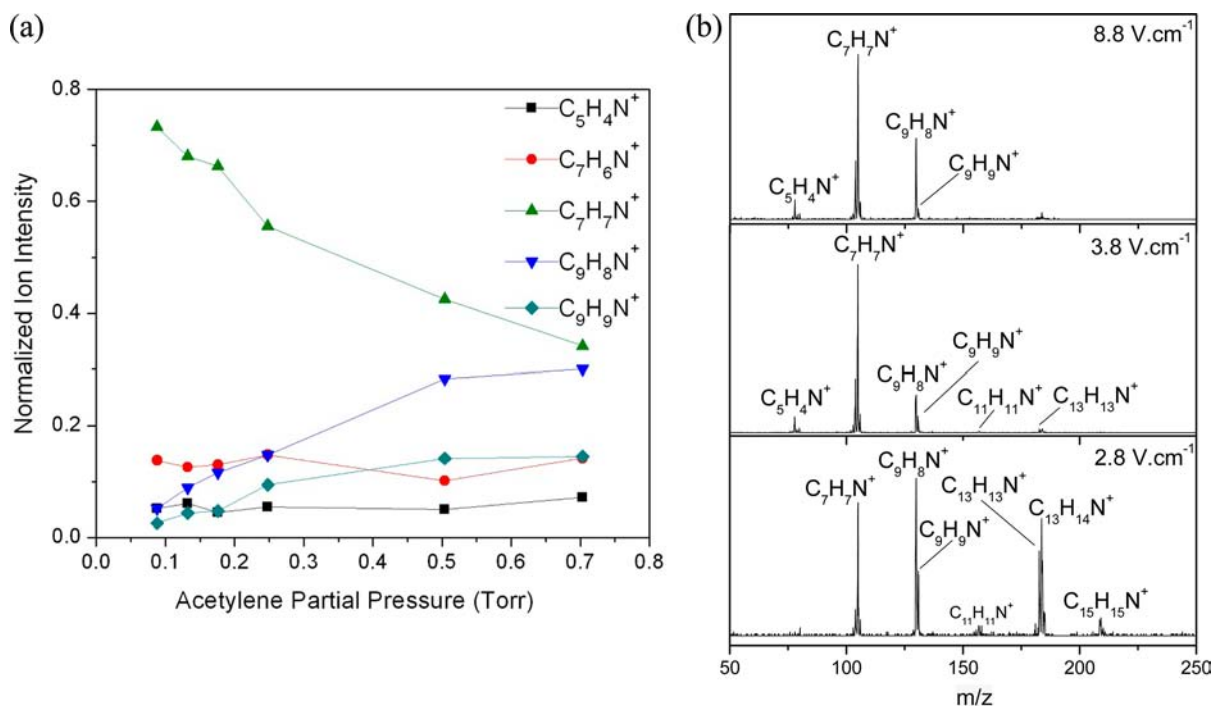 (a)
0.8
0.6
0.4
0.2
0.0
0.0 0.1 0.2 0.3 0.4 0.5 0.6 0.7 0.8
Normalized Ion Intensity
Acetylene Partial Pressure (Torr)
C₅H₄N⁺
C₇H₆N⁺
C₇H₇N⁺
C₉H₈N⁺
C₉H₉N⁺
(b)
8.8 V.cm⁻¹
C₇H₇N⁺
C₉H₈N⁺
C₉H₉N⁺
C₅H₄N⁺
3.8 V.cm⁻¹
C₇H₇N⁺
C₉H₉N⁺
C₉H₈N⁺
C₅H₄N⁺
C₁₁H₁₁N⁺
C₁₃H₁₃N⁺
2.8 V.cm⁻¹
C₉H₈N⁺
C₇H₇N⁺
C₁₃H₁₃N⁺
C₁₃H₁₄N⁺
C₉H₉N⁺
C₁₁H₁₁N⁺
C₁₅H₁₅N⁺
50 100 150 200 250
m/z